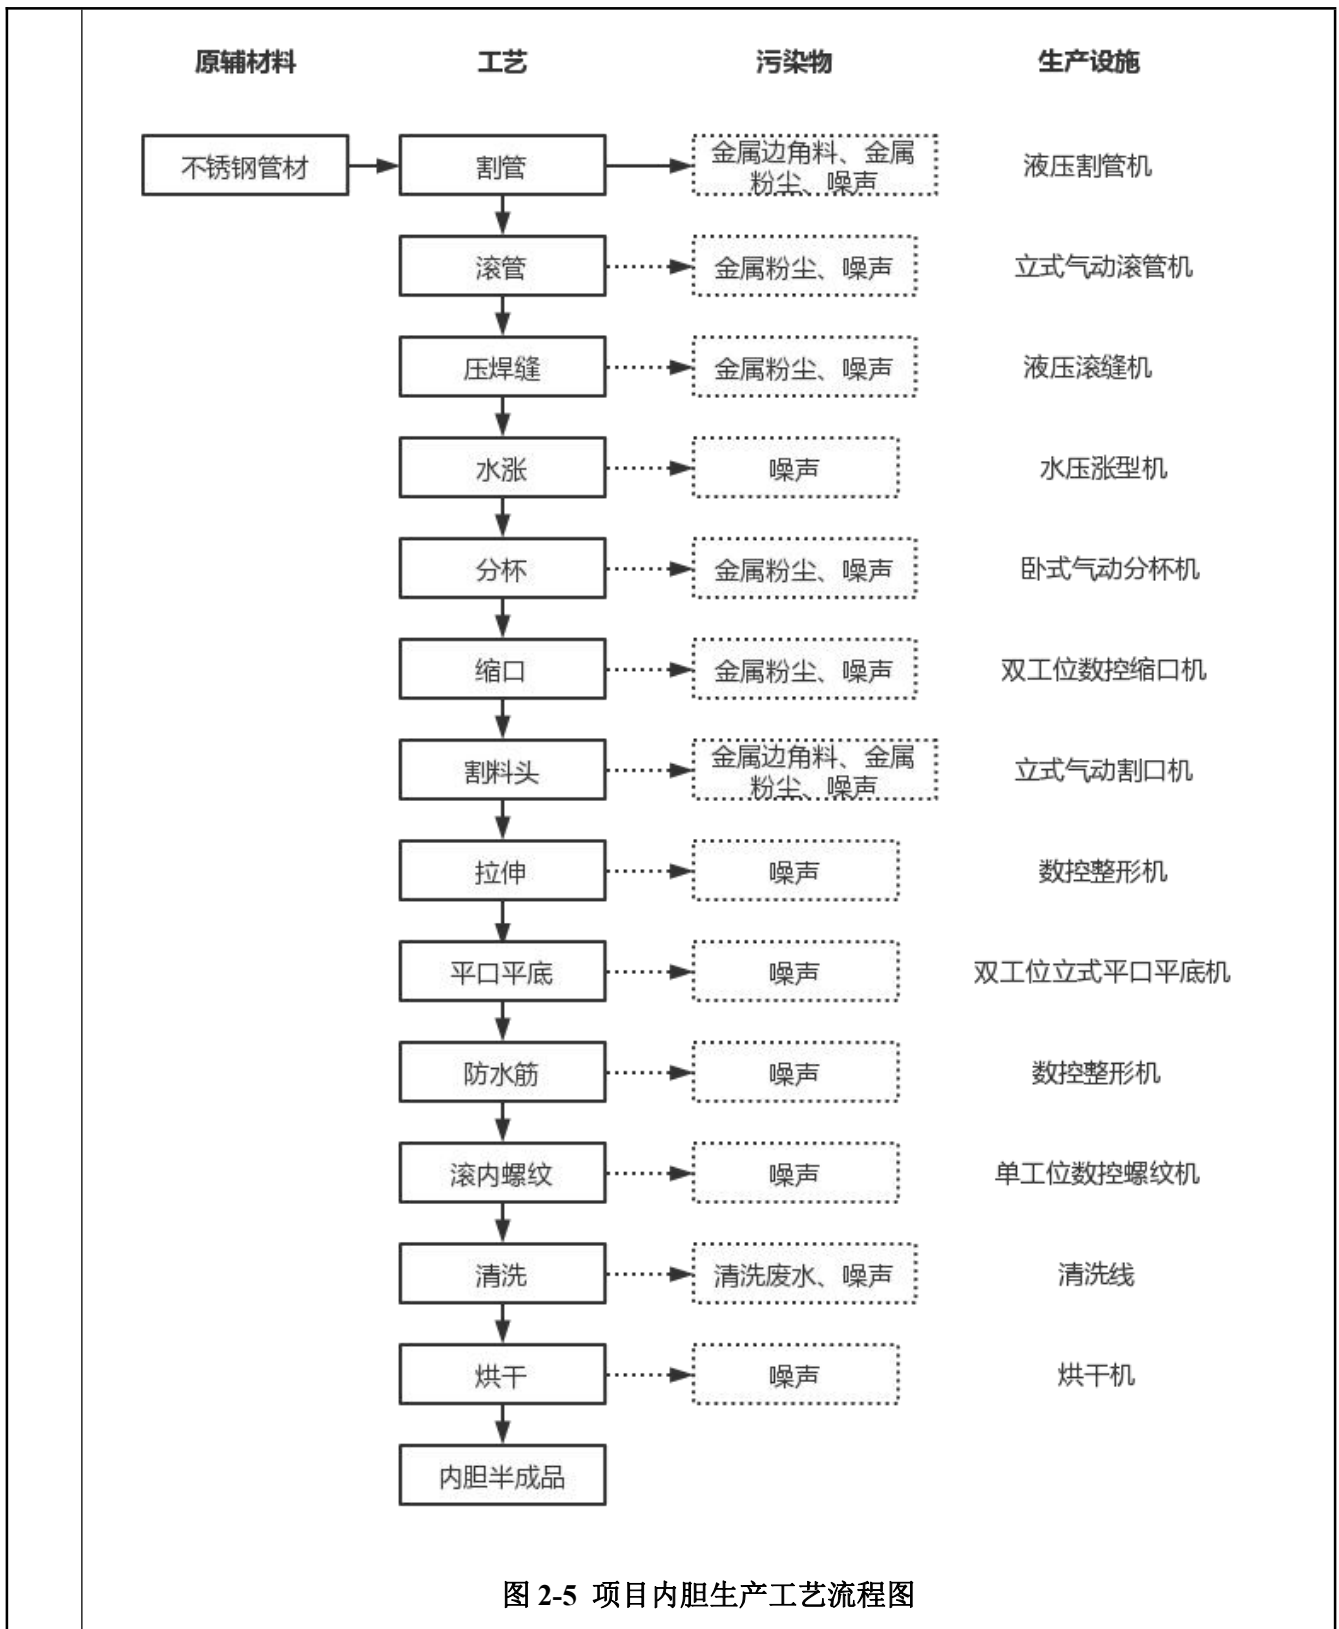 原辅材料 工艺 污染物 生产设施
不锈钢管材 割管 金属边角料、金属 液压割管机
粉尘、噪声
滚管 金属粉尘、噪声 立式气动滚管机
压焊缝 金属粉尘、噪声 液压滚缝机
水涨 噪声 水压涨型机
分杯 金属粉尘、噪声 卧式气动分杯机
缩口 金属粉尘、噪声 双工位数控缩口机
割料头 金属边角料、金属 立式气动割口机
粉尘、噪声
拉伸 噪声 数控整形机
平口平底 噪声 双工位立式平口平底机
防水筋 噪声 数控整形机
滚内螺纹 噪声 单工位数控螺纹机
清洗 清洗废水、噪声 清洗线
烘干 噪声 烘干机
内胆半成品
图 2-5 项目内胆生产工艺流程图